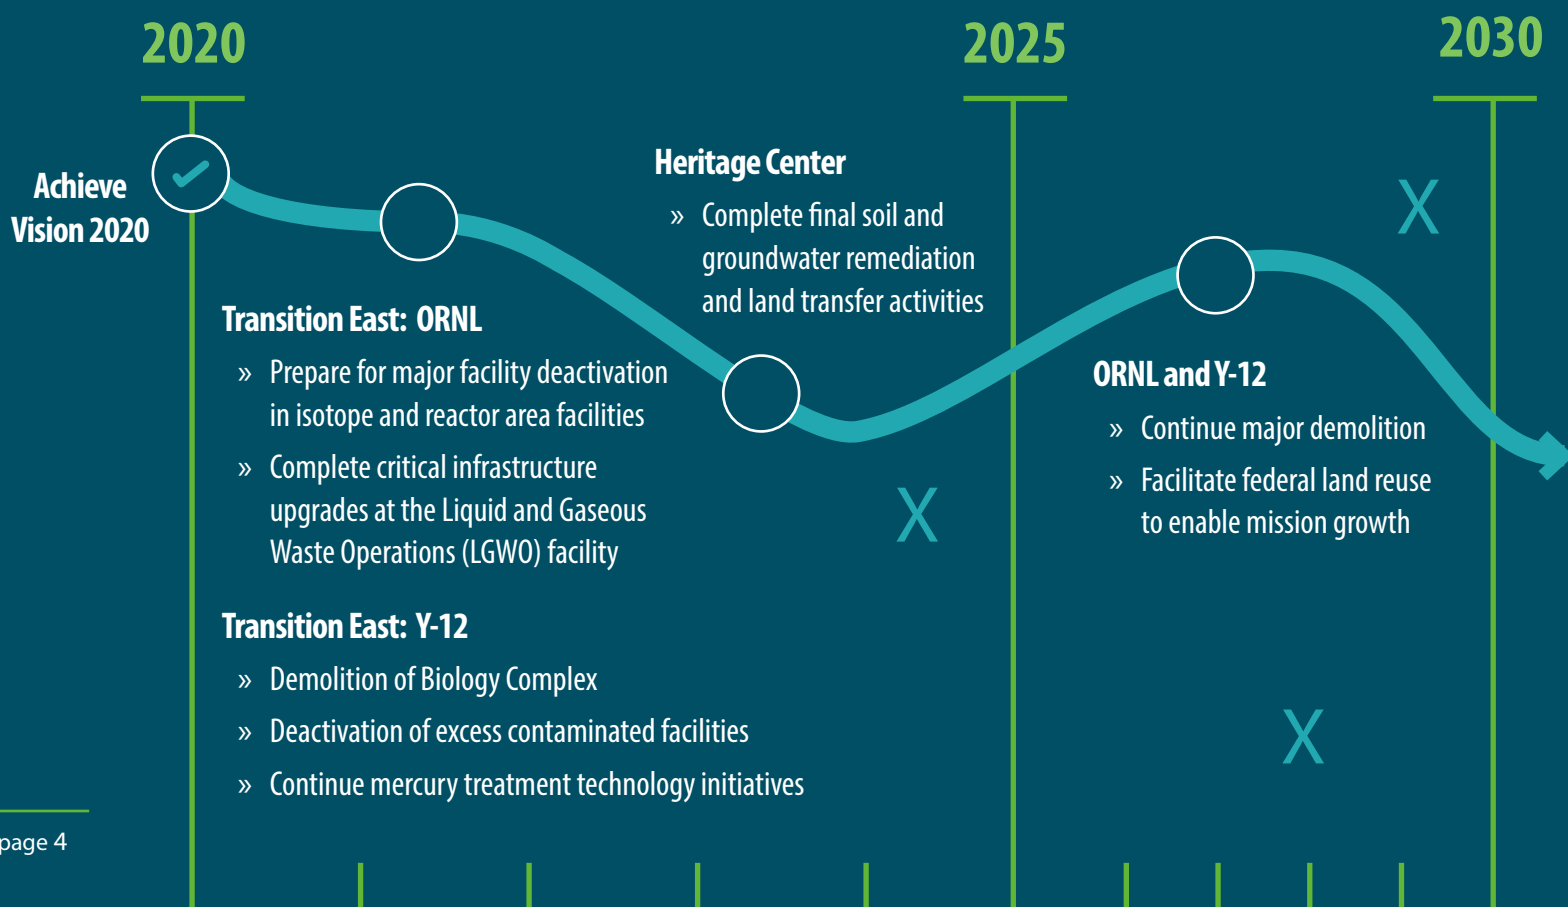 2020
2025
2030
Achieve
Vision 2020
Heritage Center
» Complete final soil and
groundwater remediation
and land transfer activities
X
Transition East: ORNL
» Prepare for major facility deactivation
in isotope and reactor area facilities
» Complete critical infrastructure
upgrades at the Liquid and Gaseous
Waste Operations (LGWO) facility
X
ORNL and Y-12
» Continue major demolition
» Facilitate federal land reuse
to enable mission growth
Transition East: Y-12
» Demolition of Biology Complex
» Deactivation of excess contaminated facilities
» Continue mercury treatment technology initiatives
X
page 4